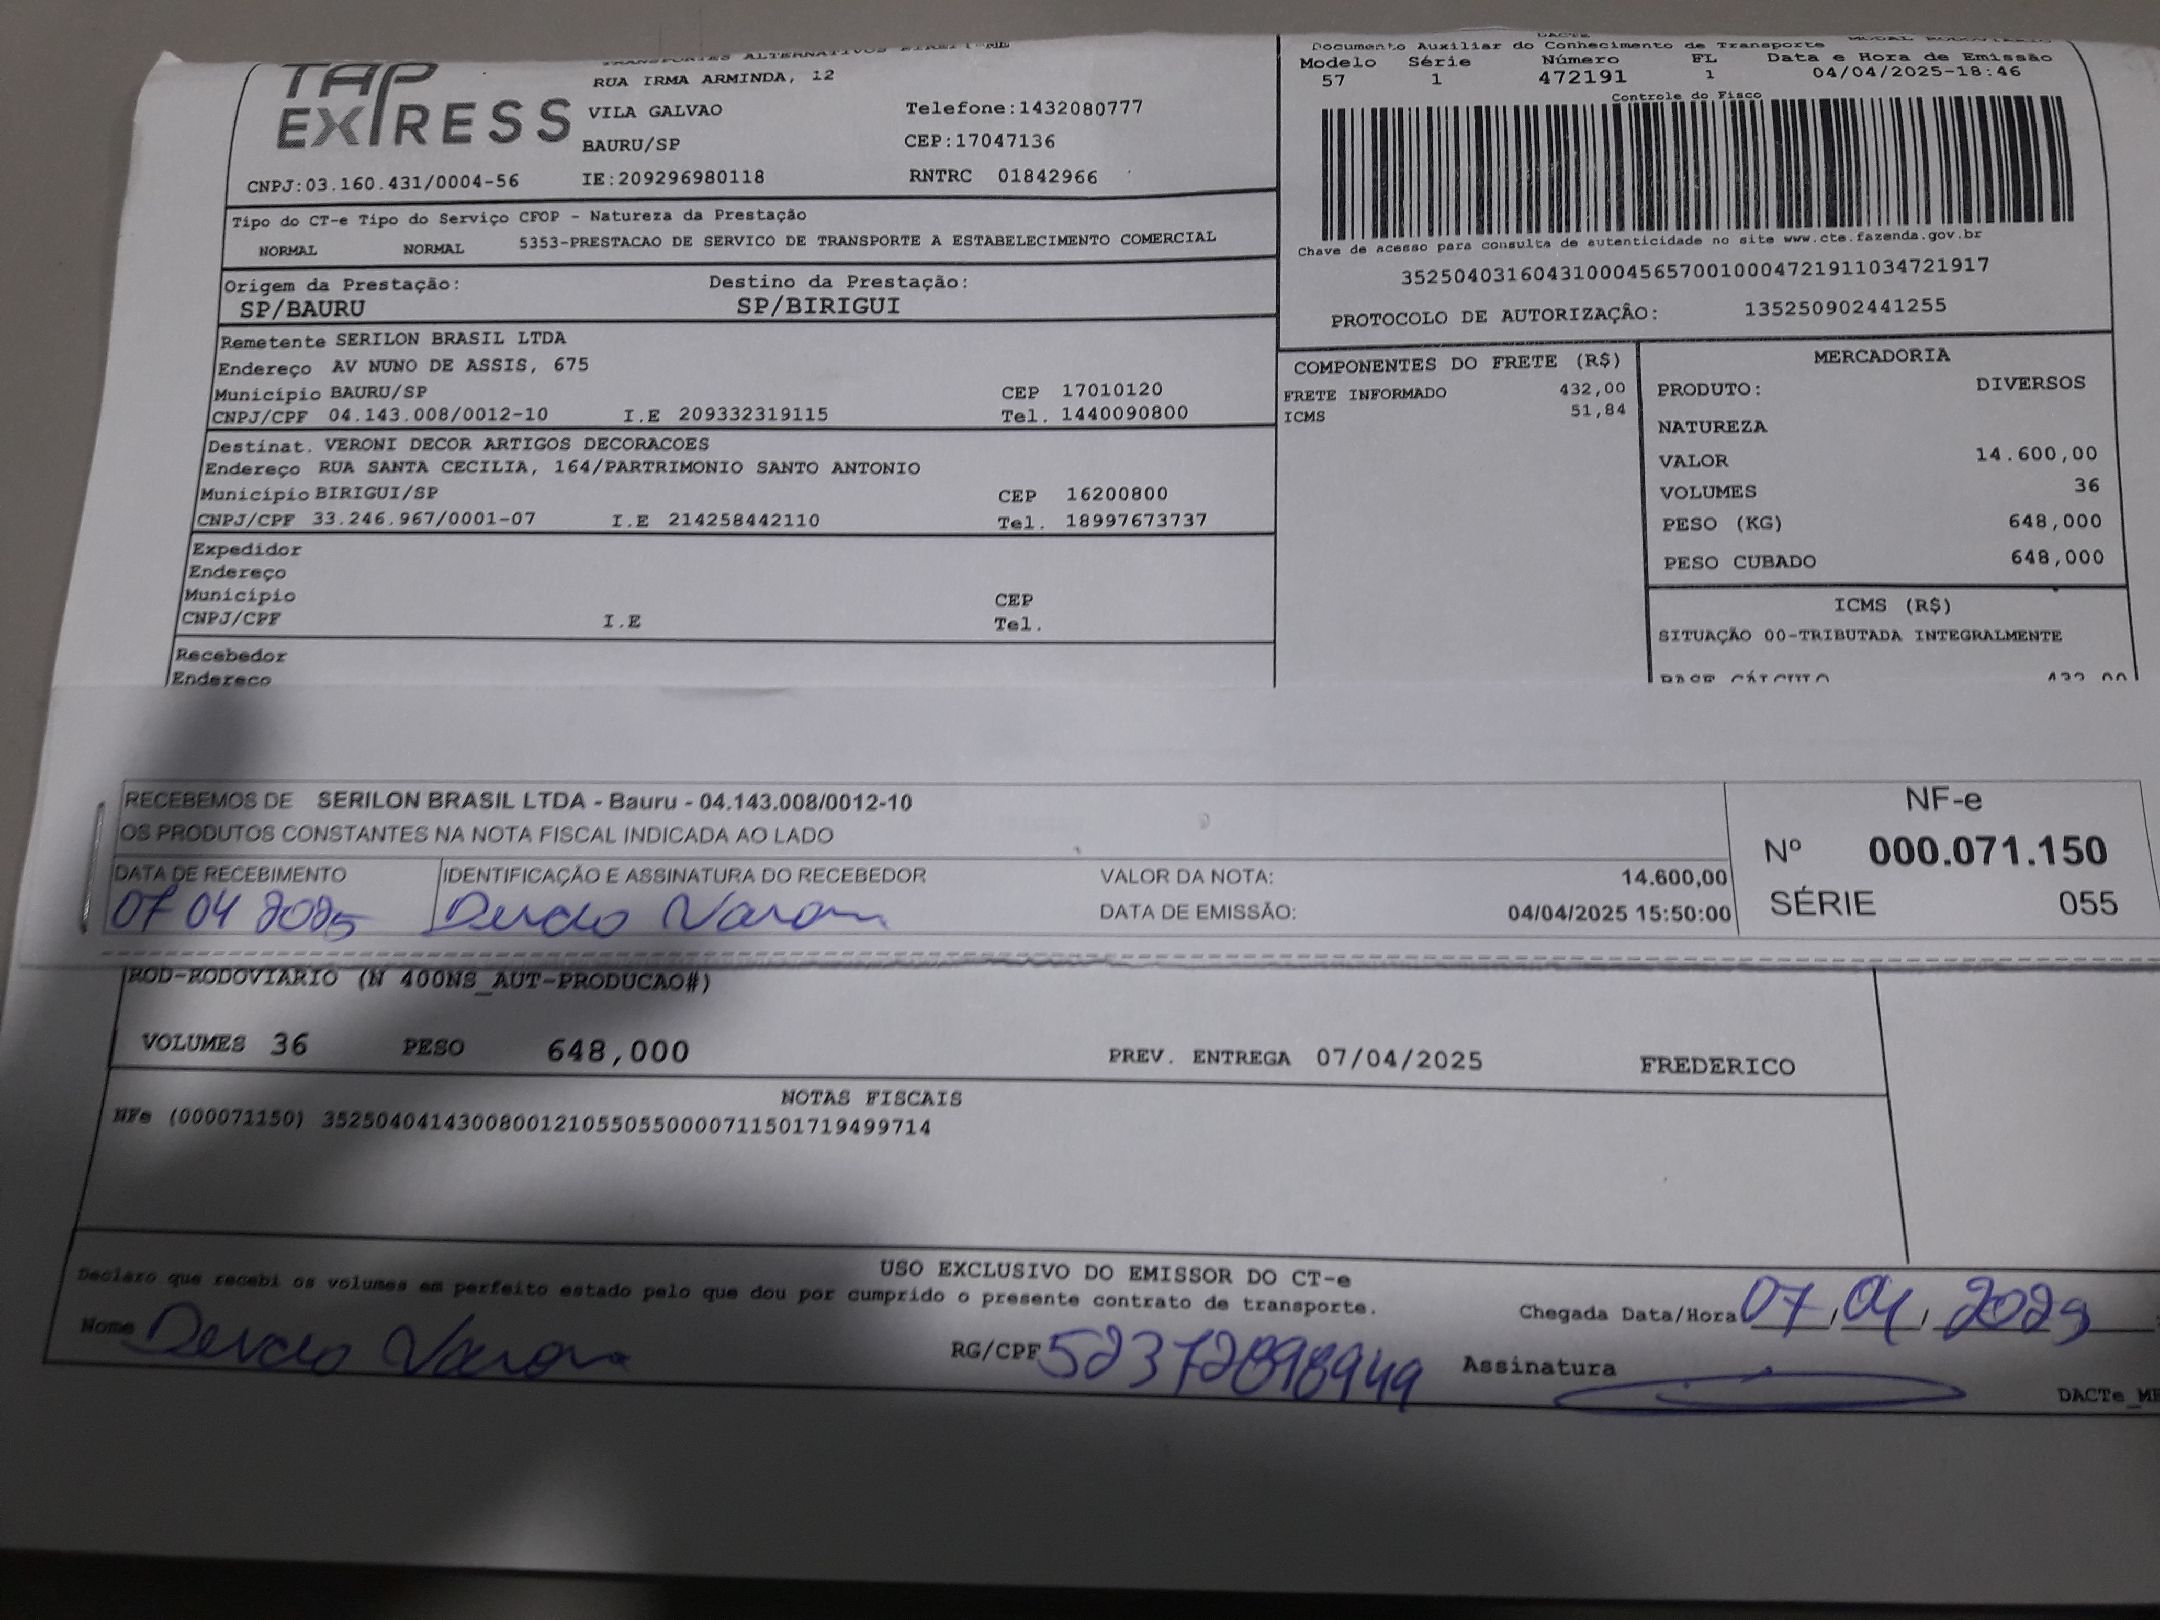 TRANSPORTES ALTERNATIVOS EIRELI-ME
TAP EXPRESS
RUA IRMA ARMINDA, 12
VILA GALVAO Telefone:1432080777
BAURU/SP CEP:17047136
CNPJ:03.160.431/0004-56 IE:209296980118 RNTRC 01842966
DACTE MODAL RODOVIÁRIO
Documento Auxiliar do Conhecimento de Transporte
Modelo Série Número FL Data e Hora de Emissão
57 1 472191 1 04/04/2025-18:46
Controle do Fisco
Chave de acesso para consulta de autenticidade no site www.cte.fazenda.gov.br
35250403160431000456570010004721911034721917
PROTOCOLO DE AUTORIZAÇÃO: 135250902441255
Tipo do CT-e Tipo do Serviço CFOP - Natureza da Prestação
NORMAL NORMAL 5353-PRESTACAO DE SERVICO DE TRANSPORTE A ESTABELECIMENTO COMERCIAL
Origem da Prestação: Destino da Prestação:
SP/BAURU SP/BIRIGUI
Remetente SERILON BRASIL LTDA
Endereço AV NUNO DE ASSIS, 675
Município BAURU/SP CEP 17010120
CNPJ/CPF 04.143.008/0012-10 I.E 209332319115 Tel. 1440090800
Destinat. VERONI DECOR ARTIGOS DECORACOES
Endereço RUA SANTA CECILIA, 164/PARTRIMONIO SANTO ANTONIO
Município BIRIGUI/SP CEP 16200800
CNPJ/CPF 33.246.967/0001-07 I.E 214258442110 Tel. 18997673737
Expedidor
Endereço
Município CEP
CNPJ/CPF I.E Tel.
Recebedor
Endereço
COMPONENTES DO FRETE (R$)
FRETE INFORMADO 432,00
ICMS 51,84
MERCADORIA
PRODUTO: DIVERSOS
NATUREZA
VALOR 14.600,00
VOLUMES 36
PESO (KG) 648,000
PESO CUBADO 648,000
ICMS (R$)
SITUAÇÃO 00-TRIBUTADA INTEGRALMENTE
BASE CÁLCULO 432,00
RECEBEMOS DE SERILON BRASIL LTDA - Bauru - 04.143.008/0012-10
OS PRODUTOS CONSTANTES NA NOTA FISCAL INDICADA AO LADO
DATA DE RECEBIMENTO IDENTIFICAÇÃO E ASSINATURA DO RECEBEDOR VALOR DA NOTA: 14.600,00
07 04 2025 DATA DE EMISSÃO: 04/04/2025 15:50:00
NF-e
Nº 000.071.150
SÉRIE 055
ROD-RODOVIARIO (N 400NS_AUT-PRODUCAO#)
VOLUMES 36 PESO 648,000 PREV. ENTREGA 07/04/2025 FREDERICO
NOTAS FISCAIS
NFe (000071150) 35250404143008001210550550000711501719499714
USO EXCLUSIVO DO EMISSOR DO CT-e
Declaro que recebi os volumes em perfeito estado pelo que dou por cumprido o presente contrato de transporte.
Chegada Data/Hora 07/04/2025
Nome RG/CPF 52372898949 Assinatura
DACTe_ME